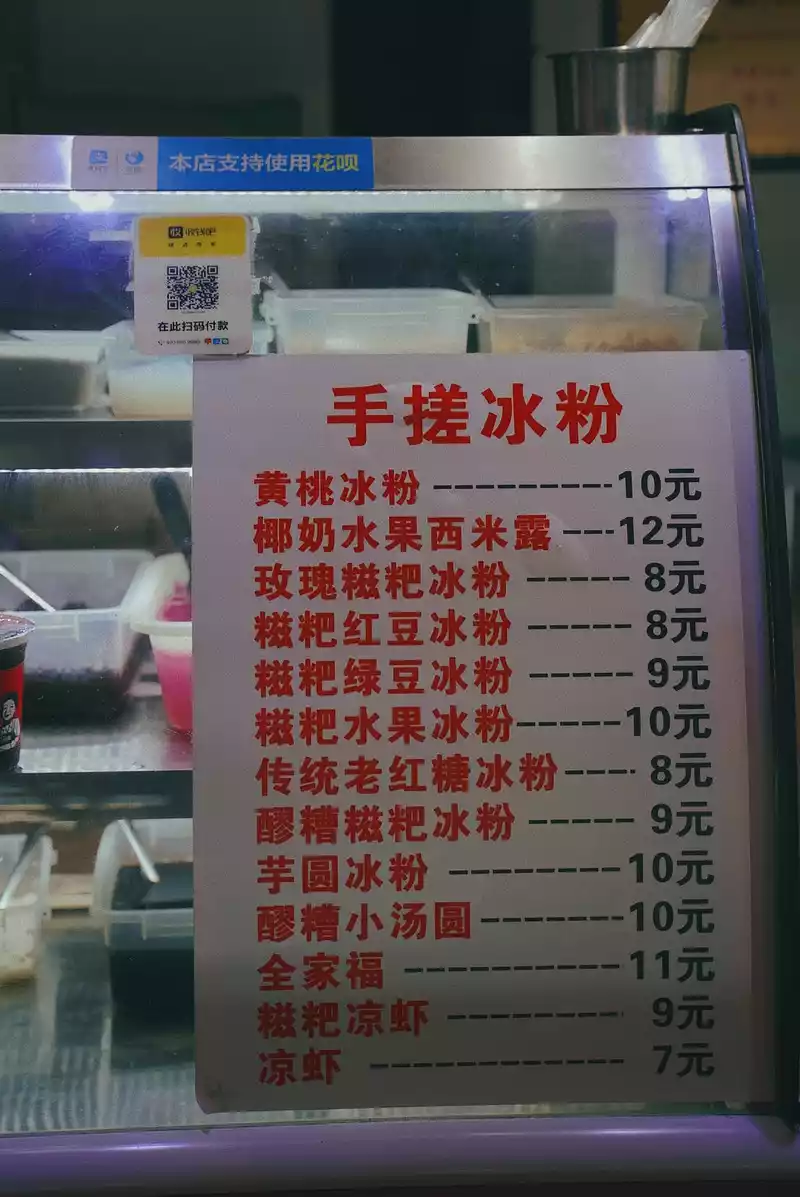 本店支持使用花呗
收钱吧
在此扫码付款
手搓冰粉
黄桃冰粉 ---------10元
椰奶水果西米露 ---12元
玫瑰糍粑冰粉 ----- 8元
糍粑红豆冰粉 ----- 8元
糍粑绿豆冰粉 ----- 9元
糍粑水果冰粉-----10元
传统老红糖冰粉---- 8元
醪糟糍粑冰粉 ----- 9元
芋圆冰粉 --------10元
醪糟小汤圆-------10元
全家福 ----------11元
糍粑凉虾 -------- 9元
凉虾 ------------ 7元